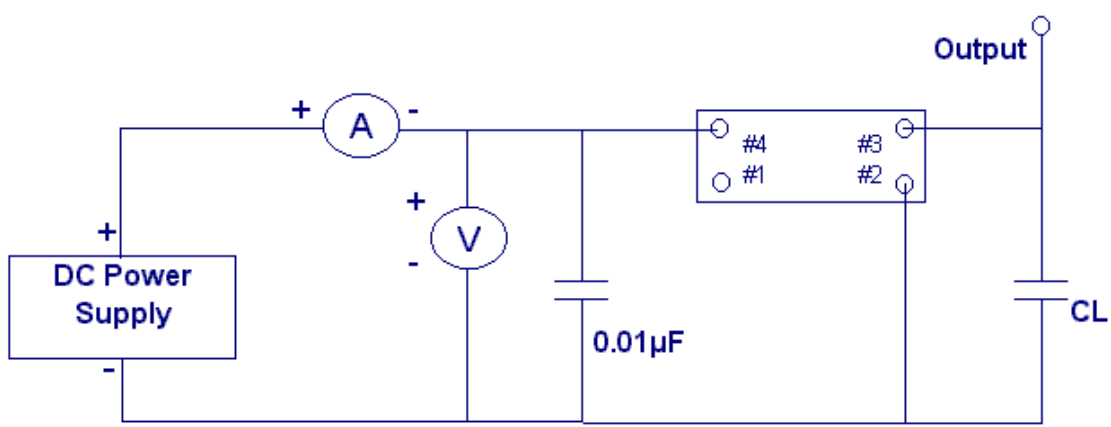 Output
+
A
-
#4
#3
#1
#2
+
V
-
+
DC Power
Supply
-
0.01µF
CL